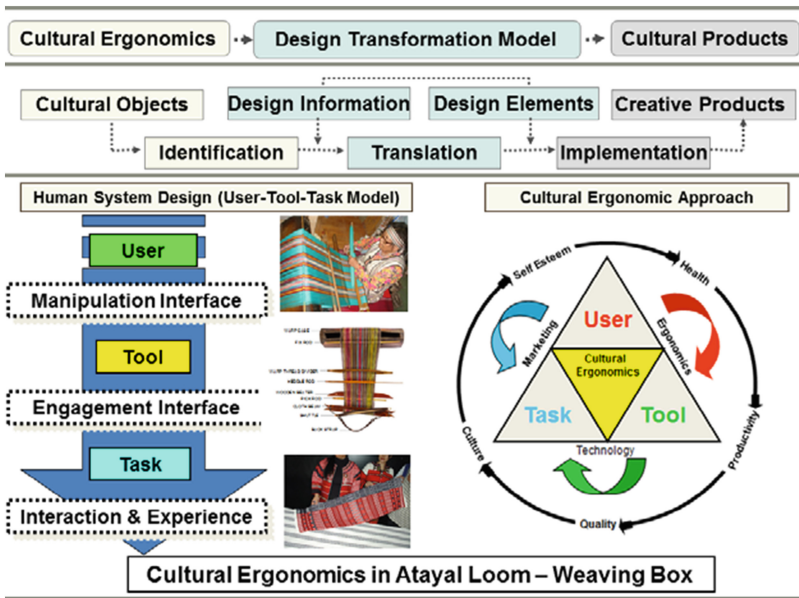 Cultural Ergonomics
Design Transformation Model
Cultural Products
Cultural Objects
Design Information
Design Elements
Creative Products
Identification
Translation
Implementation
Human System Design (User-Tool-Task Model)
Cultural Ergonomic Approach
User
Manipulation Interface
Tool
Engagement Interface
Task
Interaction & Experience
Self Esteem
Health
Marketing
Ergonomics
User
Cultural
Ergonomics
Task
Tool
Technology
Culture
Productivity
Quality
Cultural Ergonomics in Atayal Loom – Weaving Box